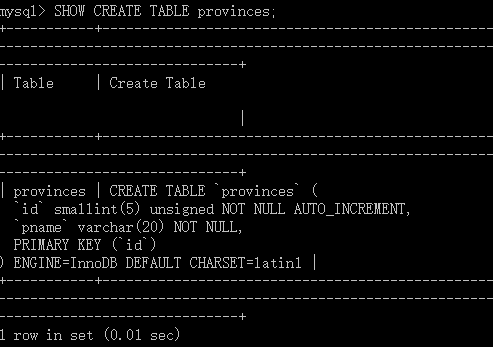 mysql> SHOW CREATE TABLE provinces;
+-----------+--------------------------------------------------
---------------------------------------------------------------
------------------------------+
| Table     | Create Table

                              |
+-----------+--------------------------------------------------
---------------------------------------------------------------
------------------------------+
| provinces | CREATE TABLE `provinces` (
  `id` smallint(5) unsigned NOT NULL AUTO_INCREMENT,
  `pname` varchar(20) NOT NULL,
  PRIMARY KEY (`id`)
) ENGINE=InnoDB DEFAULT CHARSET=latin1 |
+-----------+--------------------------------------------------
---------------------------------------------------------------
------------------------------+
1 row in set (0.01 sec)